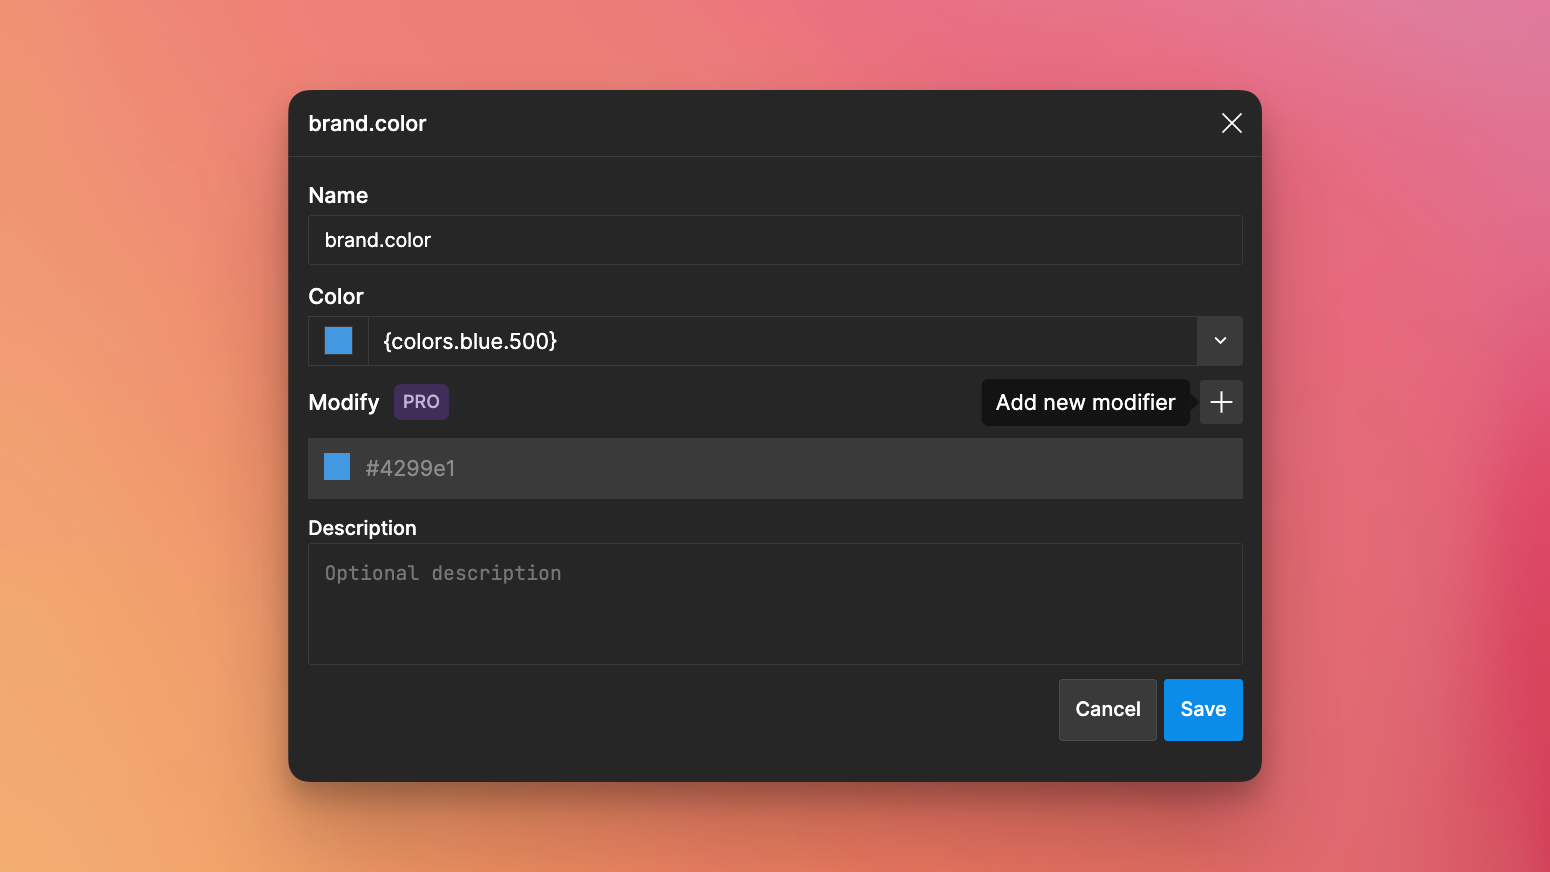 brand.color
Name
brand.color
Color
{colors.blue.500}
Modify PRO Add new modifier
#4299e1
Description
Optional description
Cancel Save